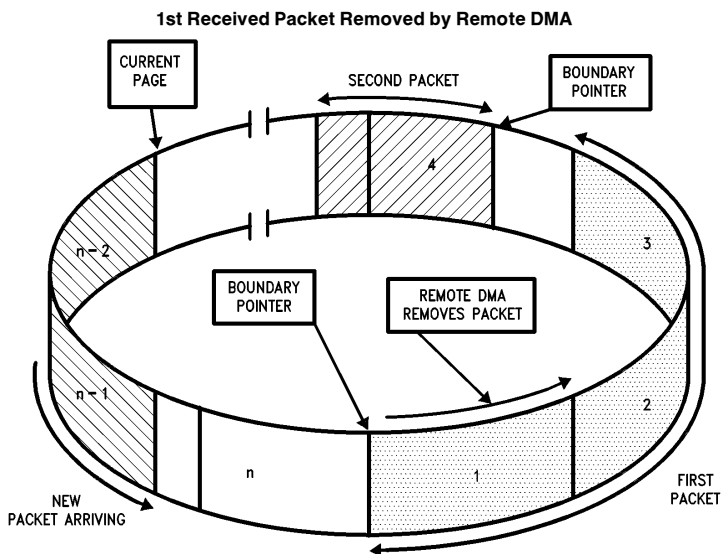 1st Received Packet Removed by Remote DMA
CURRENT
PAGE
SECOND PACKET
BOUNDARY
POINTER
4
3
n-2
BOUNDARY
POINTER
REMOTE DMA
REMOVES PACKET
n-1
2
n
1
NEW
PACKET ARRIVING
FIRST
PACKET